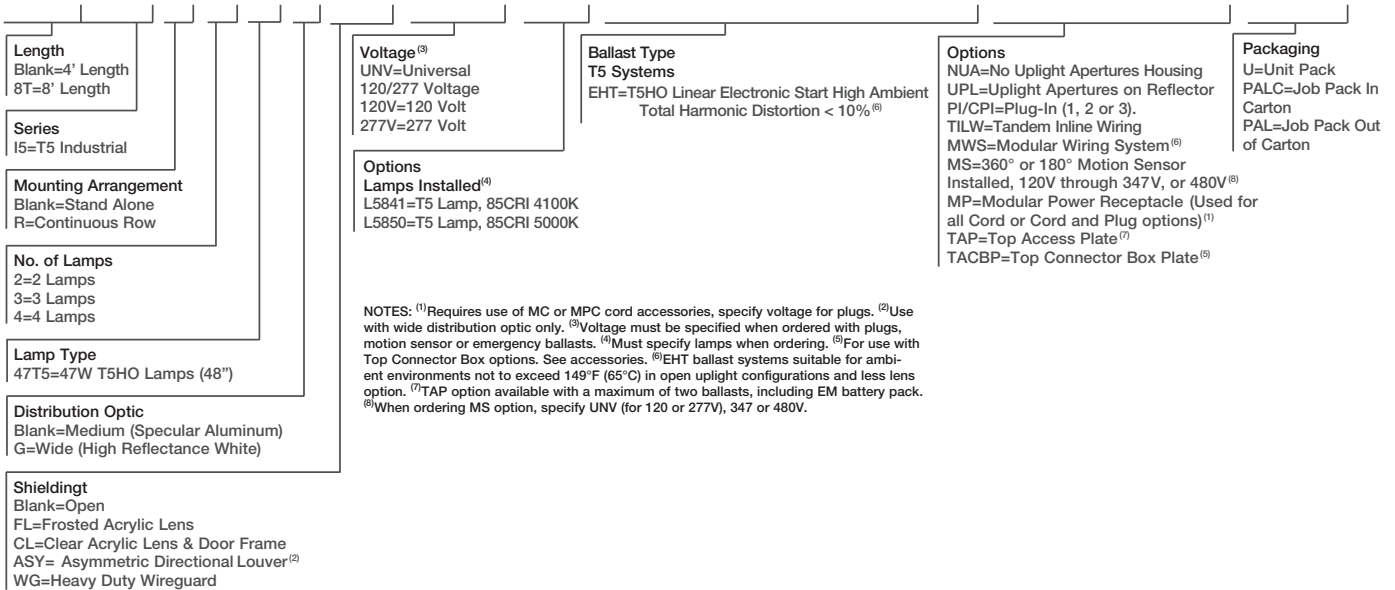 Length
Blank=4’ Length
8T=8’ Length
Series
I5=T5 Industrial
Mounting Arrangement
Blank=Stand Alone
R=Continuous Row
No. of Lamps
2=2 Lamps
3=3 Lamps
4=4 Lamps
Lamp Type
47T5=47W T5HO Lamps (48”)
Distribution Optic
Blank=Medium (Specular Aluminum)
G=Wide (High Reflectance White)
Shieldingt
Blank=Open
FL=Frosted Acrylic Lens
CL=Clear Acrylic Lens & Door Frame
ASY= Asymmetric Directional Louver(2)
WG=Heavy Duty Wireguard
Voltage(3)
UNV=Universal
120/277 Voltage
120V=120 Volt
277V=277 Volt
Options
Lamps Installed(4)
L5841=T5 Lamp, 85CRI 4100K
L5850=T5 Lamp, 85CRI 5000K
Ballast Type
T5 Systems
EHT=T5HO Linear Electronic Start High Ambient
Total Harmonic Distortion < 10%(6)
Options
NUA=No Uplight Apertures Housing
UPL=Uplight Apertures on Reflector
PI/CPI=Plug-In (1, 2 or 3).
TILW=Tandem Inline Wiring
MWS=Modular Wiring System(6)
MS=360° or 180° Motion Sensor
Installed, 120V through 347V, or 480V(8)
MP=Modular Power Receptacle (Used for
all Cord or Cord and Plug options)(1)
TAP=Top Access Plate(7)
TACBP=Top Connector Box Plate(5)
Packaging
U=Unit Pack
PALC=Job Pack In
Carton
PAL=Job Pack Out
of Carton
NOTES: (1)Requires use of MC or MPC cord accessories, specify voltage for plugs. (2)Use
with wide distribution optic only. (3)Voltage must be specified when ordered with plugs,
motion sensor or emergency ballasts. (4)Must specify lamps when ordering. (5)For use with
Top Connector Box options. See accessories. (6)EHT ballast systems suitable for ambi-
ent environments not to exceed 149°F (65°C) in open uplight configurations and less lens
option. (7)TAP option available with a maximum of two ballasts, including EM battery pack.
(8)When ordering MS option, specify UNV (for 120 or 277V), 347 or 480V.